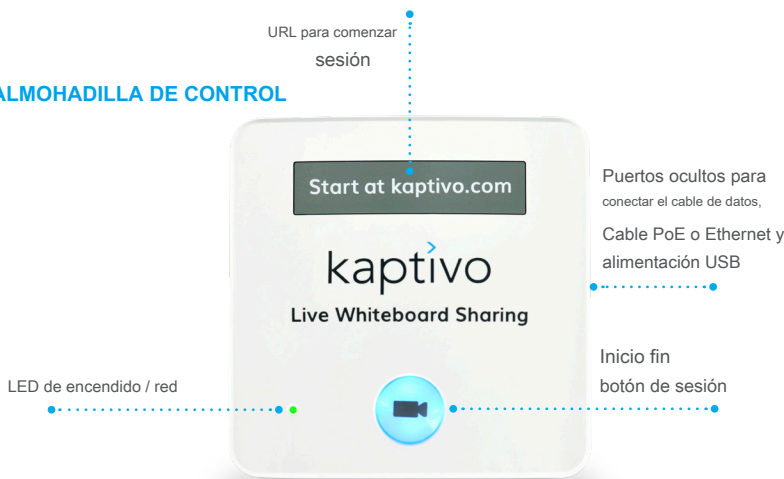 URL para comenzar
sesión
ALMOHADILLA DE CONTROL
Start at kaptivo.com
Puertos ocultos para
conectar el cable de datos,
Cable PoE o Ethernet y
alimentación USB
kaptivo
Live Whiteboard Sharing
Inicio fin
botón de sesión
LED de encendido / red